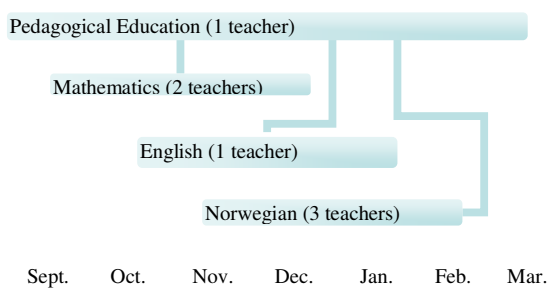 Pedagogical Education (1 teacher)
Mathematics (2 teachers)
English (1 teacher)
Norwegian (3 teachers)
Sept. Oct. Nov. Dec. Jan. Feb. Mar.